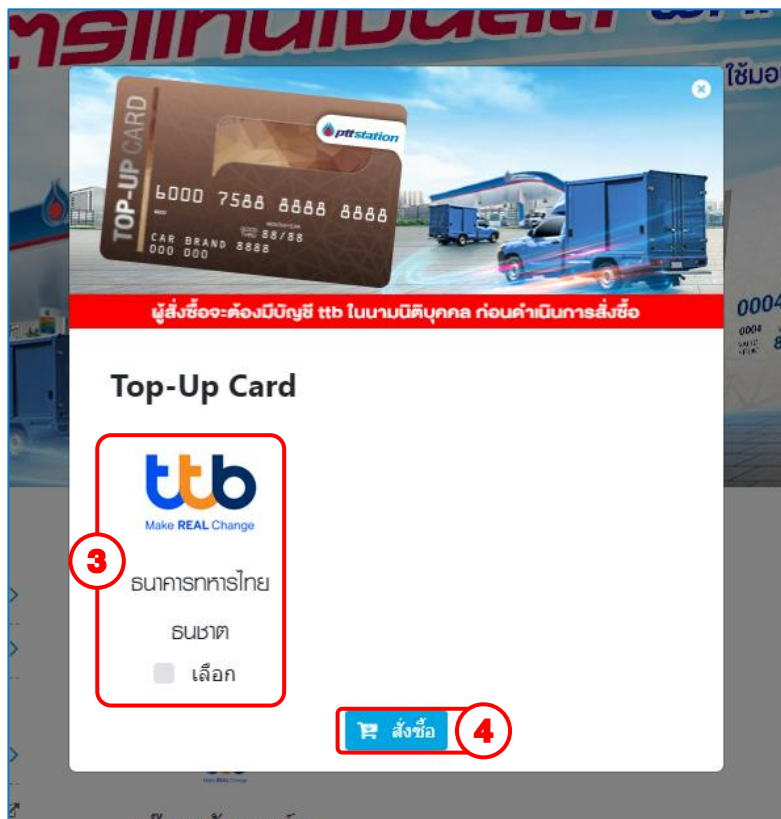 ใช้มอบ
TOP-UP CARD
pttstation
6000 7588 8888 8888
88/88
CAR BRAND 8888
000 000
ผู้สั่งซื้อจะต้องมีบัญชี ttb ในนามนิติบุคคล ก่อนดำเนินการสั่งซื้อ
0004
0004
Top-Up Card
ttb
Make REAL Change
3
ธนาคารทหารไทย
ธนชาต
เลือก
สั่งซื้อ
4